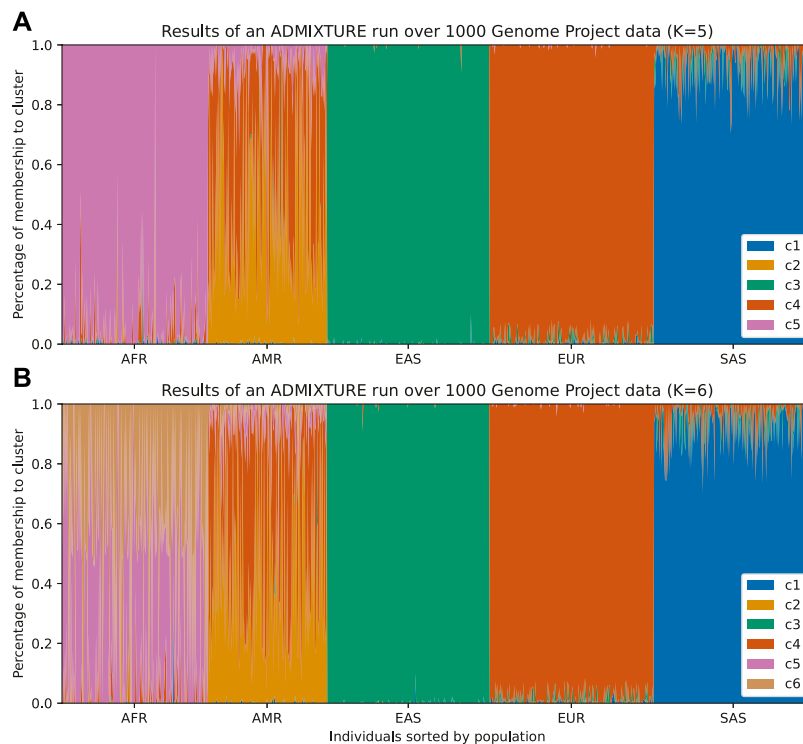 A
Results of an ADMIXTURE run over 1000 Genome Project data (K=5)
Percentage of membership to cluster
1.0
0.8
0.6
0.4
0.2
0.0
c1
c2
c3
c4
c5
AFR AMR EAS EUR SAS
B
Results of an ADMIXTURE run over 1000 Genome Project data (K=6)
Percentage of membership to cluster
1.0
0.8
0.6
0.4
0.2
0.0
c1
c2
c3
c4
c5
c6
AFR AMR EAS EUR SAS
Individuals sorted by population